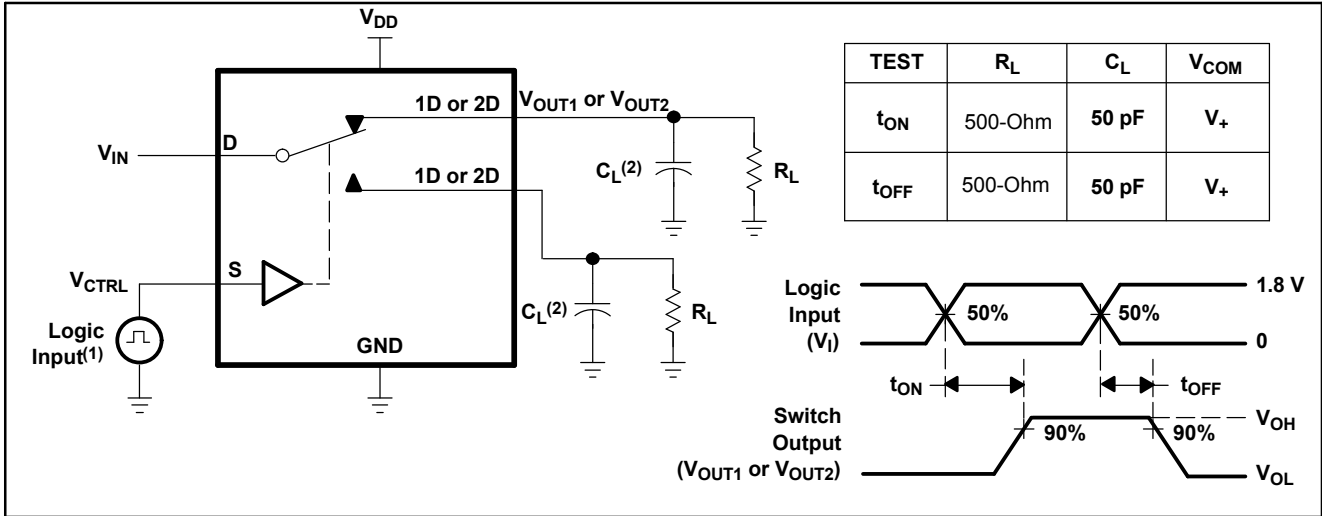 VDD
1D or 2D VOUT1 or VOUT2
VIN D
CL(2) RL
1D or 2D
VCTRL S
CL(2) RL
Logic
Input(1)
GND
TEST RL CL VCOM
tON 500-Ohm 50 pF V+
tOFF 500-Ohm 50 pF V+
Logic
Input
(VI)
1.8 V
50% 50%
0
tON tOFF
Switch
Output
(VOUT1 or VOUT2)
VOH
90% 90%
VOL